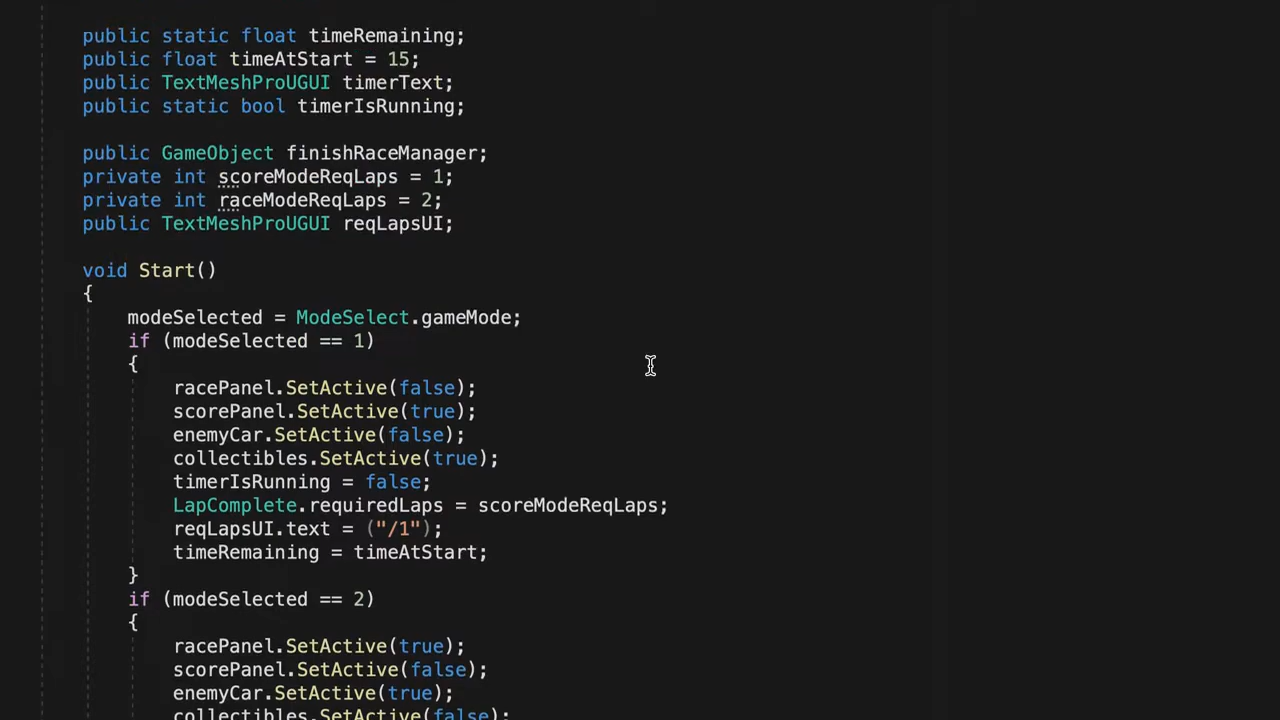 public static float timeRemaining;
public float timeAtStart = 15;
public TextMeshProUGUI timerText;
public static bool timerIsRunning;
public GameObject finishRaceManager;
private int scoreModeReqLaps = 1;
private int raceModeReqLaps = 2;
public TextMeshProUGUI reqLapsUI;
void Start()
{
modeSelected = ModeSelect.gameMode;
if (modeSelected == 1)
{
racePanel.SetActive(false);
scorePanel.SetActive(true);
enemyCar.SetActive(false);
collectibles.SetActive(true);
timerIsRunning = false;
LapComplete.requiredLaps = scoreModeReqLaps;
reqLapsUI.text = ("/1");
timeRemaining = timeAtStart;
}
if (modeSelected == 2)
{
racePanel.SetActive(true);
scorePanel.SetActive(false);
enemyCar.SetActive(true);
collectibles.SetActive(false);